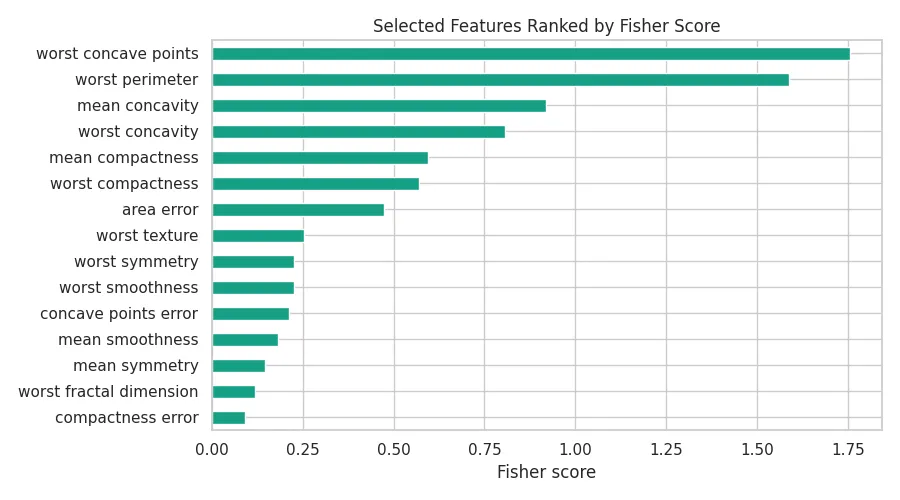 Selected Features Ranked by Fisher Score
worst concave points
worst perimeter
mean concavity
worst concavity
mean compactness
worst compactness
area error
worst texture
worst symmetry
worst smoothness
concave points error
mean smoothness
mean symmetry
worst fractal dimension
compactness error
0.00 0.25 0.50 0.75 1.00 1.25 1.50 1.75
Fisher score